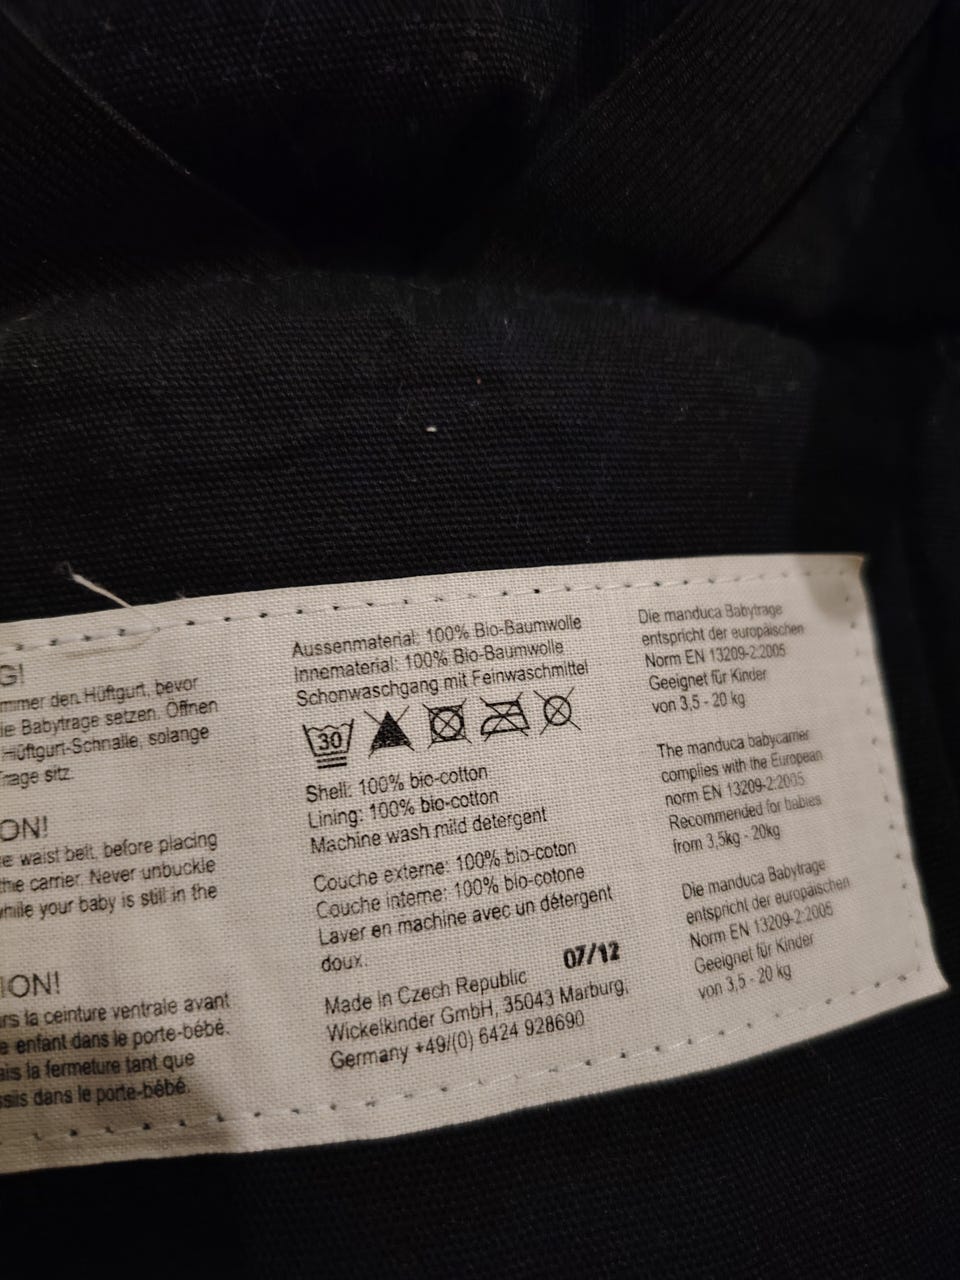 G!
mmer den Hüftgurt, bevor
ie Babytrage setzen. Öffnen
Hüftgurt-Schnalle, solange
rage sitz.
ON!
e waist belt, before placing
the carrier. Never unbuckle
while your baby is still in the
ION!
rs la ceinture ventrale avant
e enfant dans le porte-bébé.
ais la fermeture tant que
ssiis dans le porte-bébé.
Aussenmaterial: 100% Bio-Baumwolle
Innematerial: 100% Bio-Baumwolle
Schonwaschgang mit Feinwaschmittel
30
Shell: 100% bio-cotton
Lining: 100% bio-cotton
Machine wash mild detergent
Couche externe: 100% bio-coton
Couche interne: 100% bio-cotone
Laver en machine avec un détergent
doux.
07/12
Made in Czech Republic
Wickelkinder GmbH, 35043 Marburg,
Germany +49/(0) 6424 928690
Die manduca Babytrage
entspricht der europäischen
Norm EN 13209-2:2005
Geeignet für Kinder
von 3,5 - 20 kg
The manduca babycarrier
complies with the European
norm EN 13209-2:2005
Recommended for babies
from 3,5kg - 20kg
Die manduca Babytrage
entspricht der europäischen
Norm EN 13209-2:2005
Geeignet für Kinder
von 3,5 - 20 kg